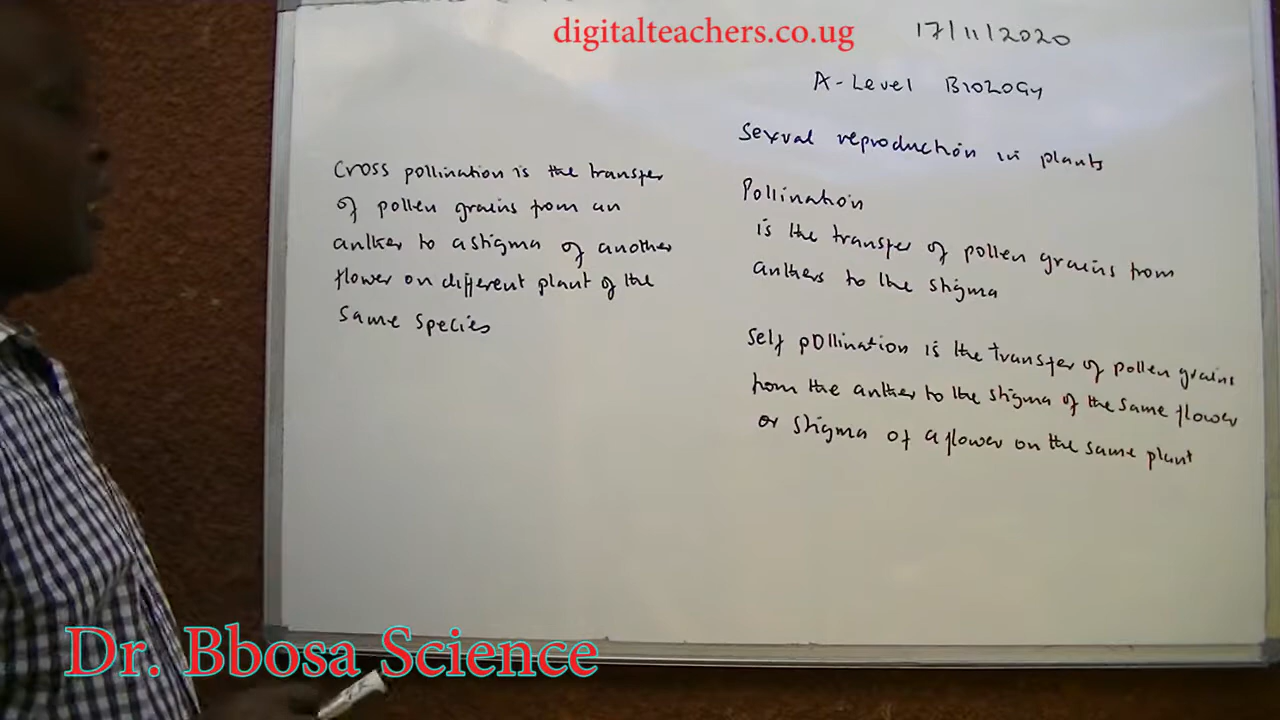 digitalteachers.co.ug
17/11/2020
A-Level BIOLOGY
Sexual reproduction in plants
Pollination
is the transfer of pollen grains from
anthers to the stigma
Self pollination is the transfer of pollen grains
from the anther to the stigma of the same flower
or stigma of a flower on the same plant
Cross pollination is the transfer
of pollen grains from an
anther to a stigma of another
flower on different plant of the
same species
Dr. Bbosa Science